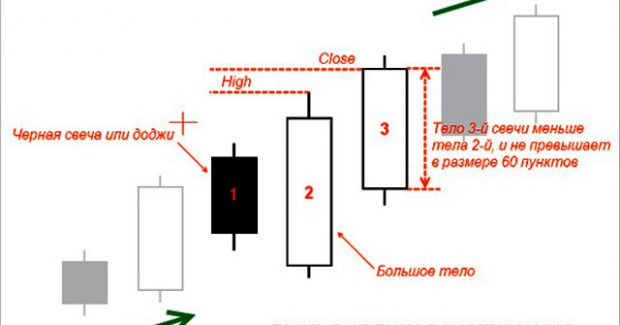 Close
High
Черная свеча или доджи
3
Тело 3-й свечи меньше
тела 2-й, и не превышает
в размере 60 пунктов
1
2
Большое тело